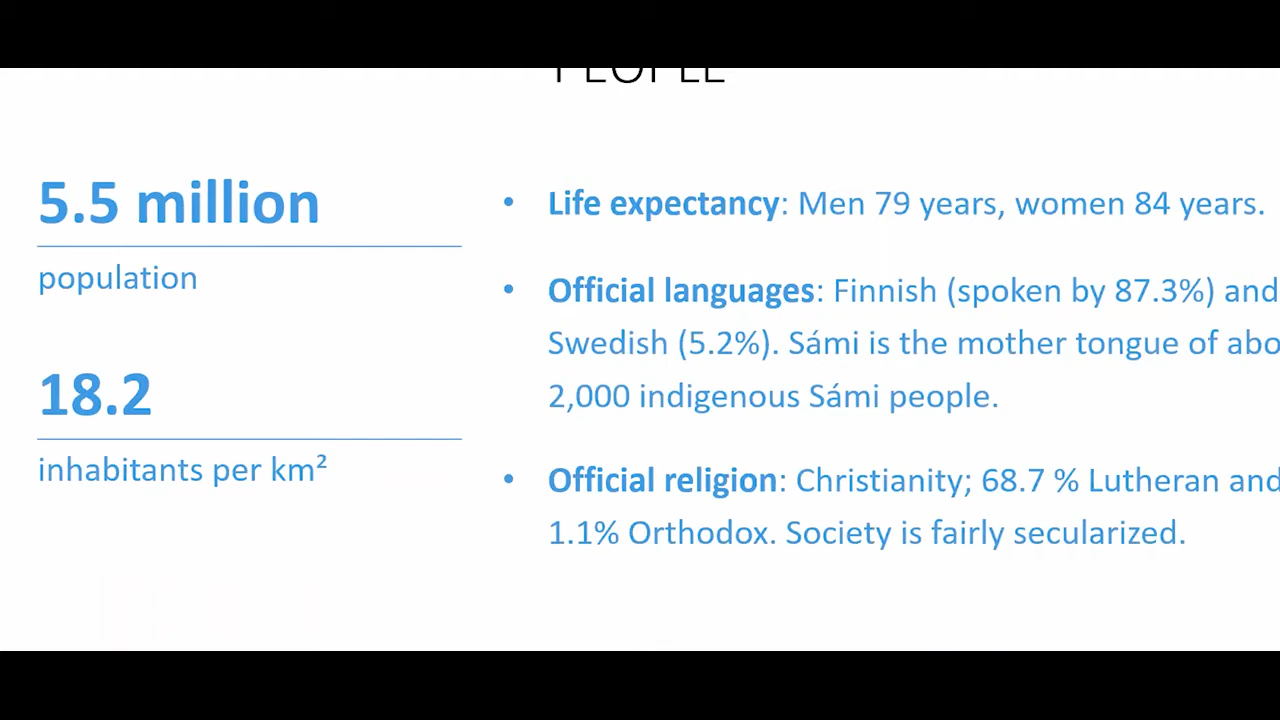 PEOPLE
5.5 million
population
18.2
inhabitants per km²
• Life expectancy: Men 79 years, women 84 years.
• Official languages: Finnish (spoken by 87.3%) and
Swedish (5.2%). Sámi is the mother tongue of abo
2,000 indigenous Sámi people.
• Official religion: Christianity; 68.7 % Lutheran and
1.1% Orthodox. Society is fairly secularized.